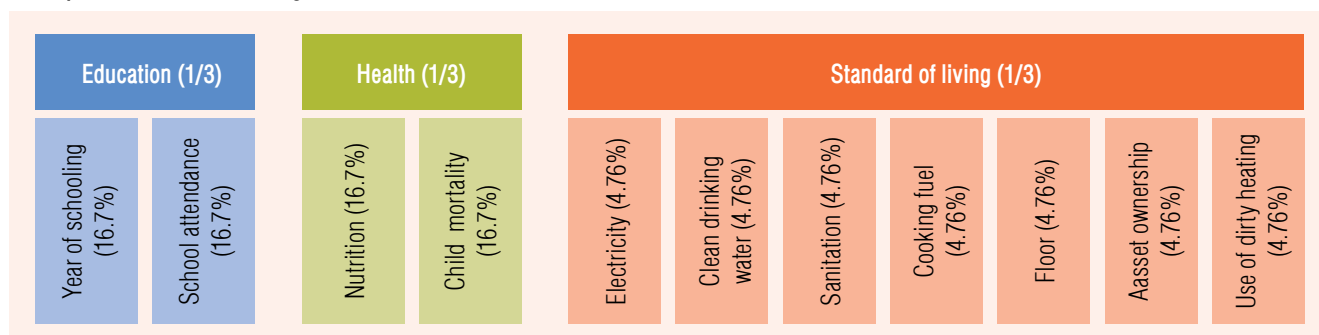 Education (1/3)
Health (1/3)
Standard of living (1/3)
Year of schooling
(16.7%)
School attendance
(16.7%)
Nutrition (16.7%)
Child mortality
(16.7%)
Electricity (4.76%)
Clean drinking
water (4.76%)
Sanitation (4.76%)
Cooking fuel
(4.76%)
Floor (4.76%)
Aasset ownership
(4.76%)
Use of dirty heating
(4.76%)